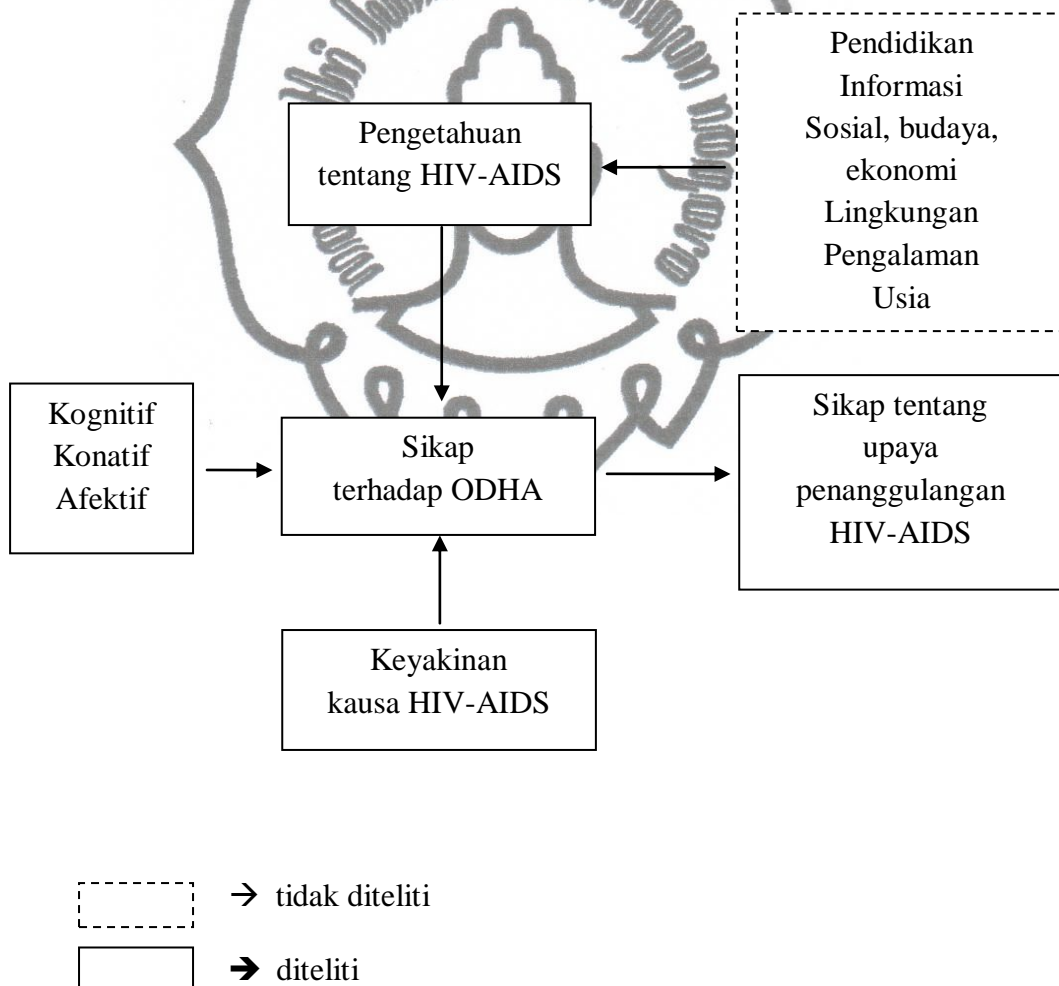 Pendidikan
Informasi
Sosial, budaya,
ekonomi
Lingkungan
Pengalaman
Usia
Pengetahuan
tentang HIV-AIDS
Kognitif
Konatif
Afektif
Sikap
terhadap ODHA
Sikap tentang
upaya
penanggulangan
HIV-AIDS
Keyakinan
kausa HIV-AIDS
→ tidak diteliti
➔ diteliti